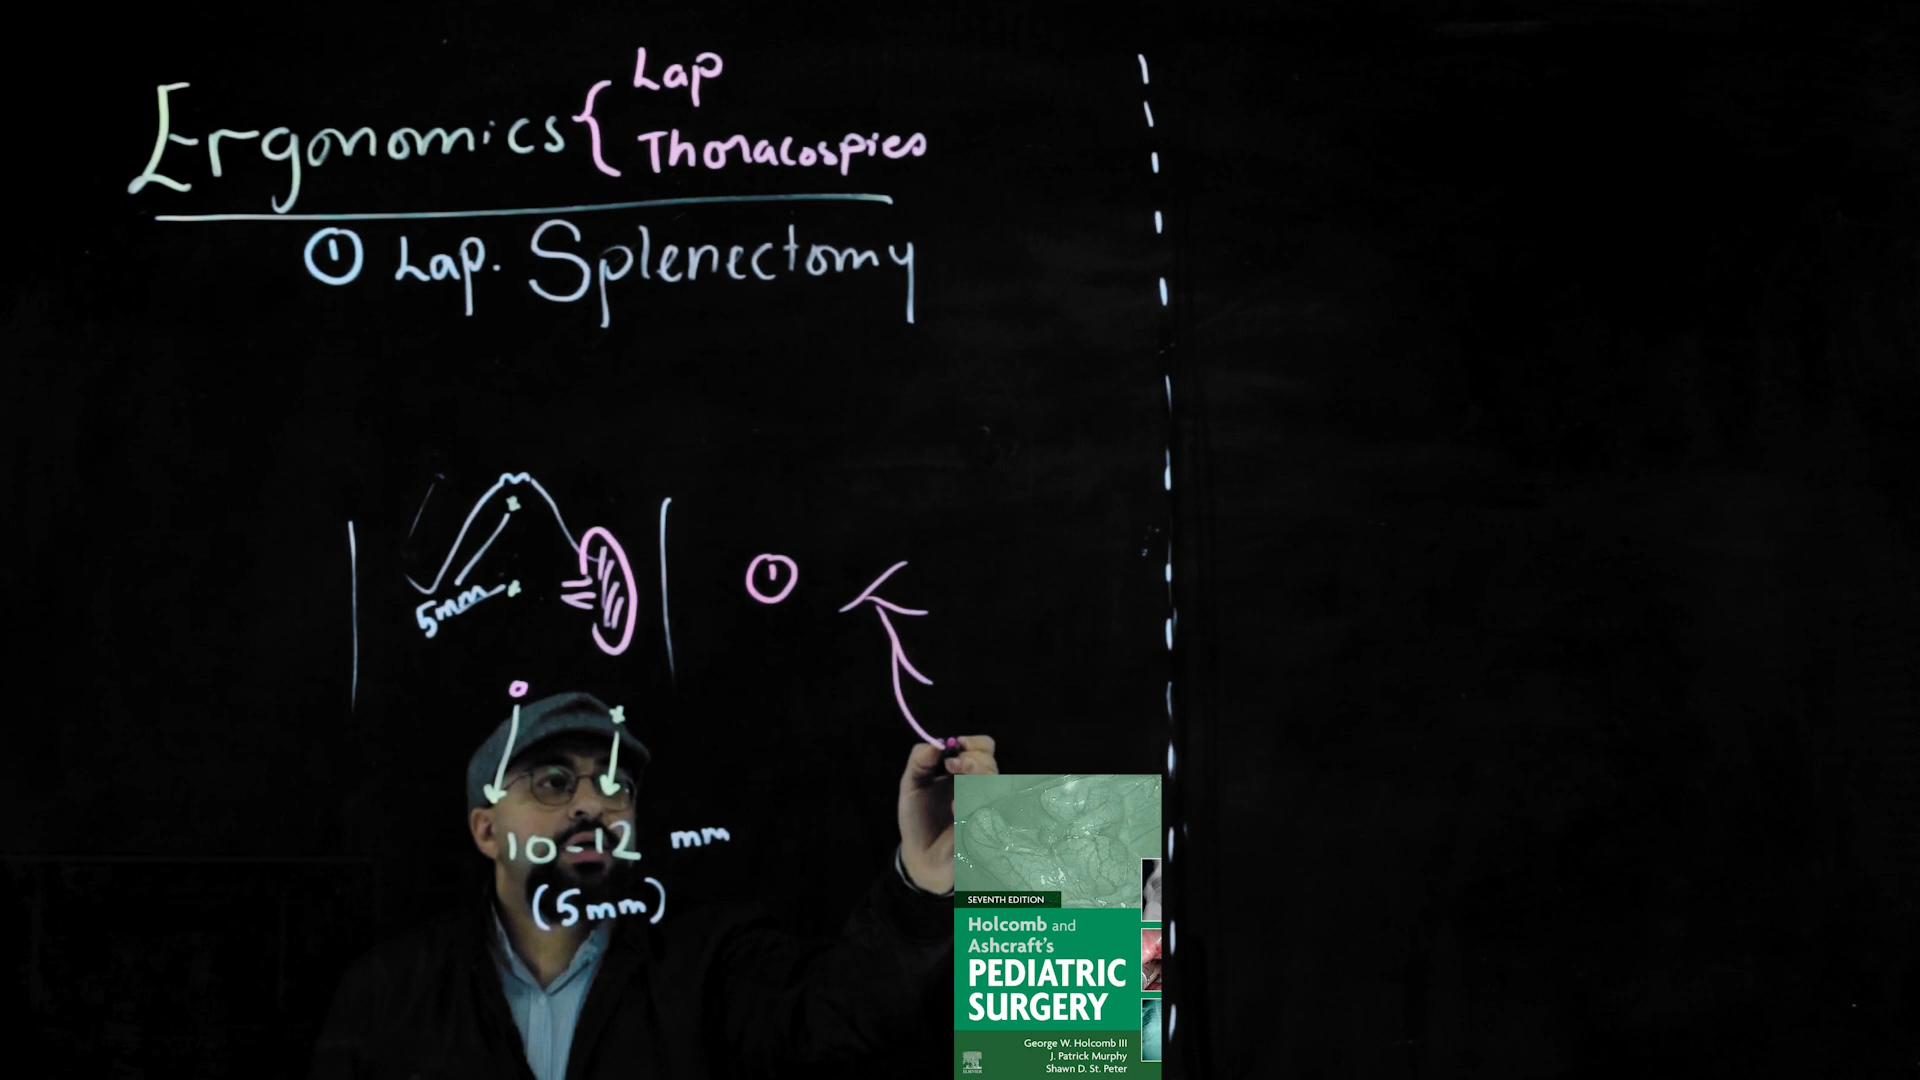 Ergonomics { Lap
Thoracospies
① Lap. Splenectomy
5mm
①
10-12 mm
(5mm)
SEVENTH EDITION
Holcomb and
Ashcraft's
PEDIATRIC
SURGERY
George W. Holcomb III
J. Patrick Murphy
Shawn D. St. Peter
ELSEVIER